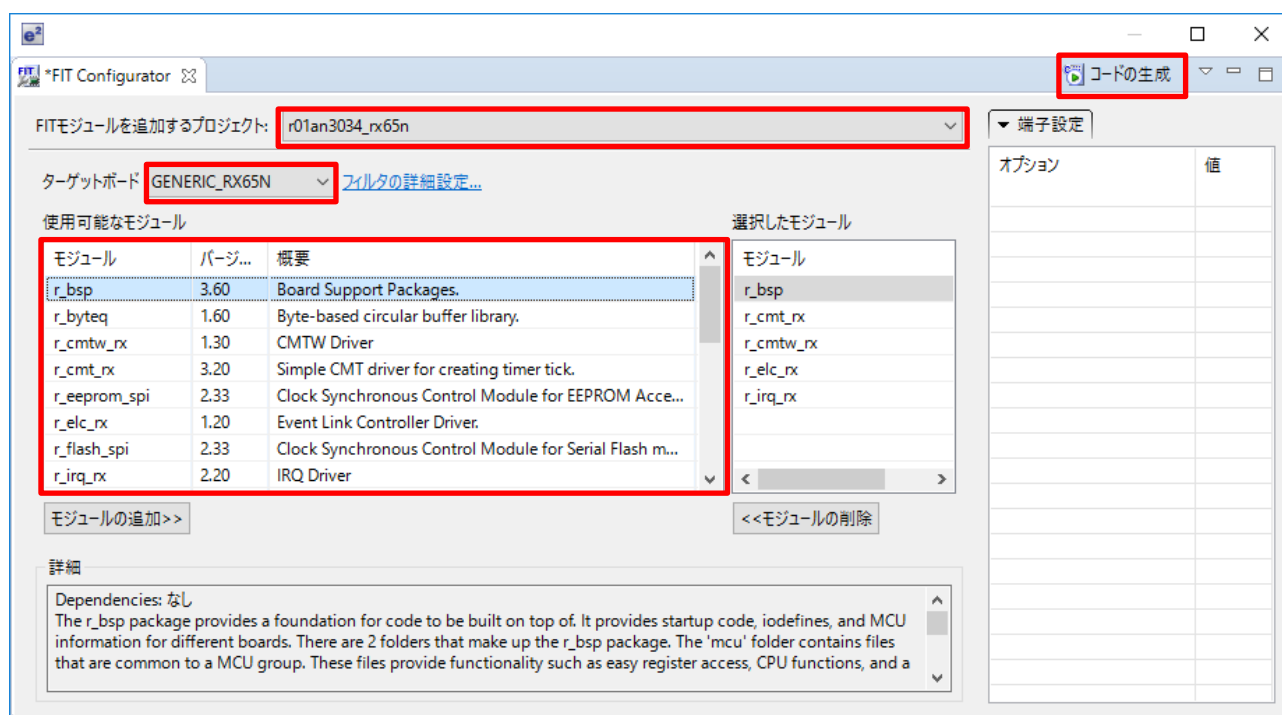 e²
FIT *FIT Configurator
コードの生成
FITモジュールを追加するプロジェクト: r01an3034_rx65n
▼ 端子設定
オプション 値
ターゲットボード GENERIC_RX65N フィルタの詳細設定...
使用可能なモジュール
選択したモジュール
モジュール バージ... 概要
r_bsp 3.60 Board Support Packages.
r_byteq 1.60 Byte-based circular buffer library.
r_cmtw_rx 1.30 CMTW Driver
r_cmt_rx 3.20 Simple CMT driver for creating timer tick.
r_eeprom_spi 2.33 Clock Synchronous Control Module for EEPROM Acce...
r_elc_rx 1.20 Event Link Controller Driver.
r_flash_spi 2.33 Clock Synchronous Control Module for Serial Flash m...
r_irq_rx 2.20 IRQ Driver
モジュール
r_bsp
r_cmt_rx
r_cmtw_rx
r_elc_rx
r_irq_rx
モジュールの追加>>
<<モジュールの削除
詳細
Dependencies: なし
The r_bsp package provides a foundation for code to be built on top of. It provides startup code, iodefines, and MCU
information for different boards. There are 2 folders that make up the r_bsp package. The 'mcu' folder contains files
that are common to a MCU group. These files provide functionality such as easy register access, CPU functions, and a